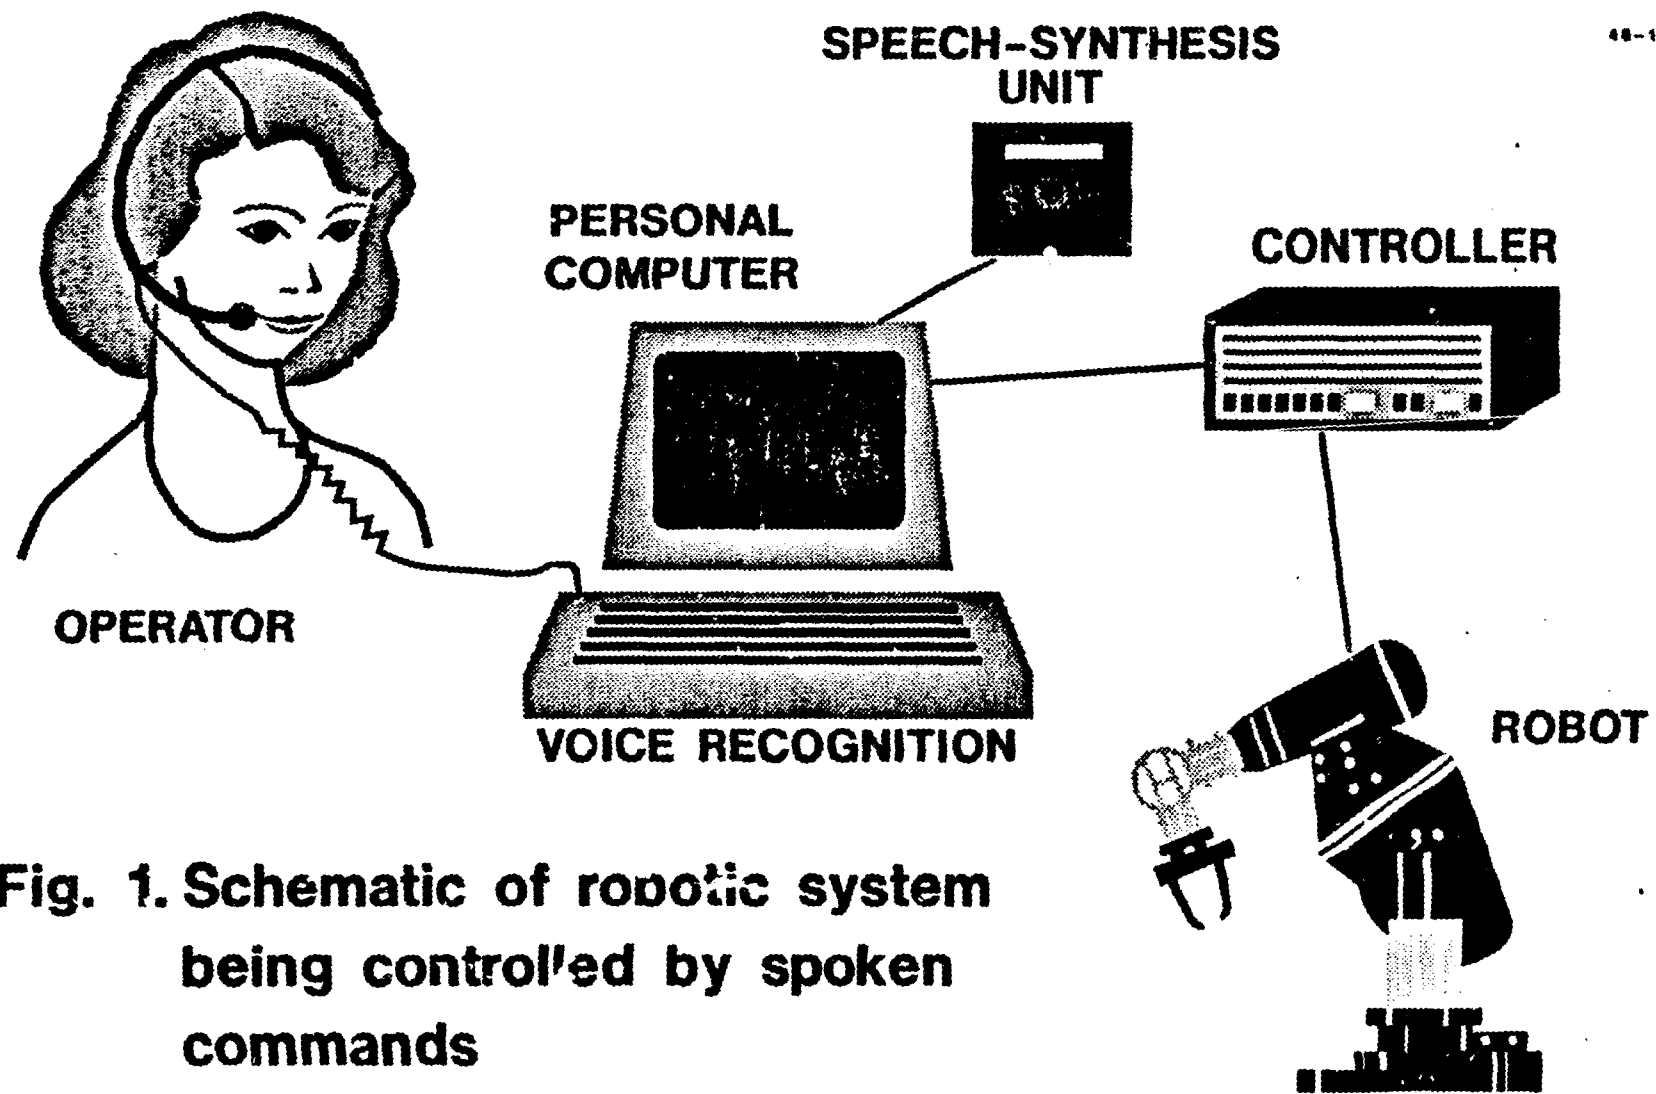 SPEECH-SYNTHESIS
UNIT
PERSONAL
COMPUTER
CONTROLLER
OPERATOR
VOICE RECOGNITION
ROBOT
Fig. 1. Schematic of robotic system
being controlled by spoken
commands